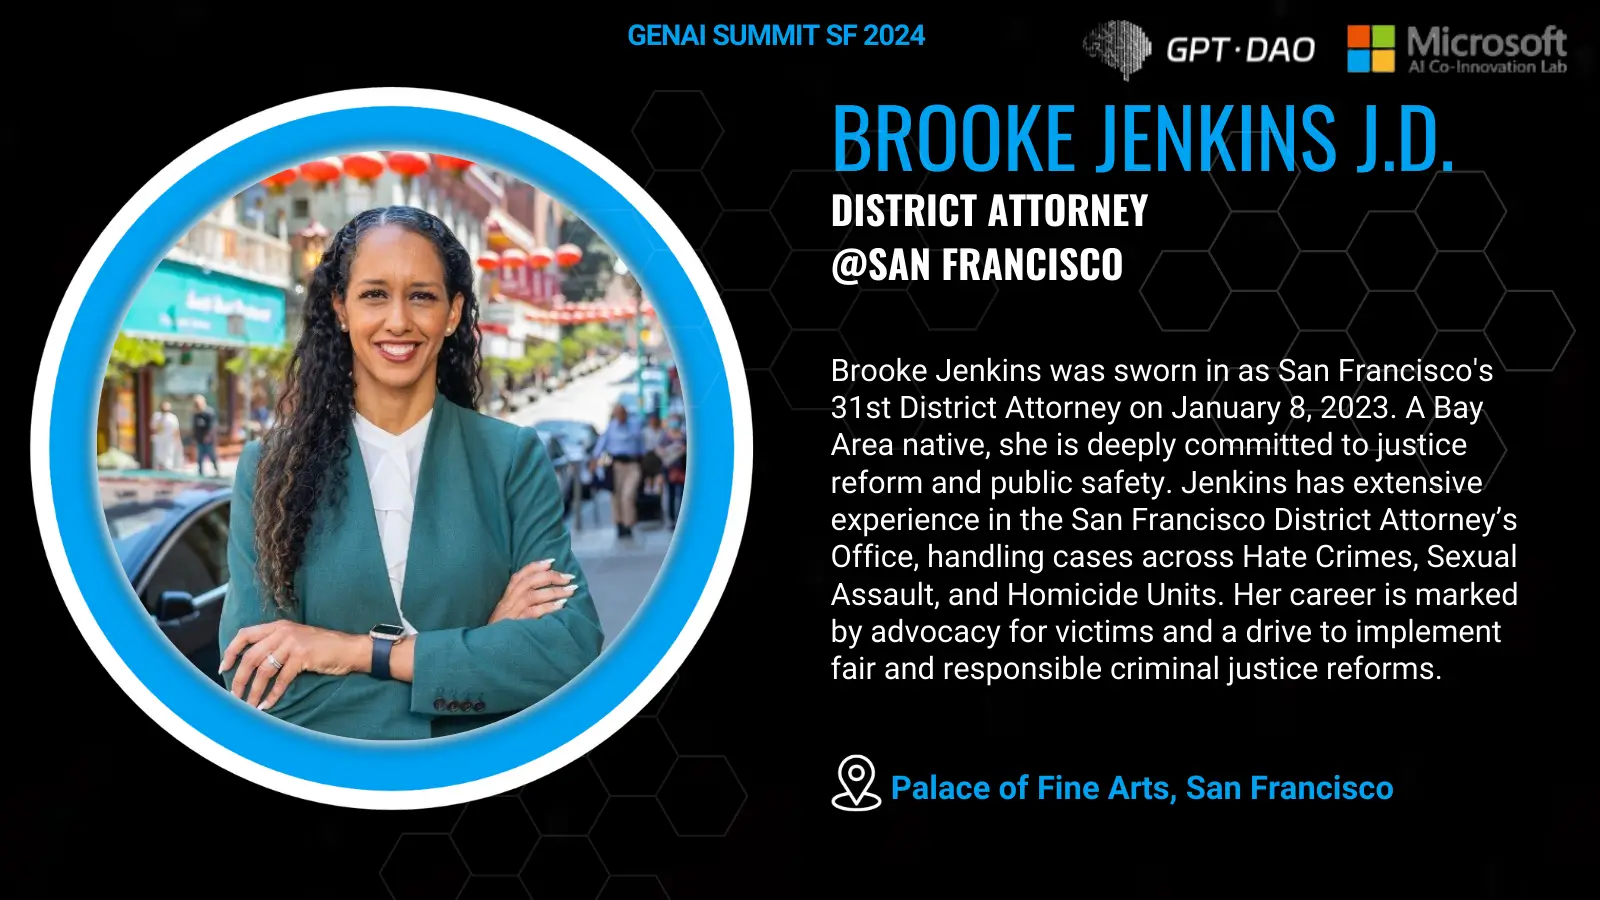 GENAI SUMMIT SF 2024
GPT·DAO
Microsoft
AI Co-Innovation Lab
BROOKE JENKINS J.D.
DISTRICT ATTORNEY
@SAN FRANCISCO
Brooke Jenkins was sworn in as San Francisco's
31st District Attorney on January 8, 2023. A Bay
Area native, she is deeply committed to justice
reform and public safety. Jenkins has extensive
experience in the San Francisco District Attorney’s
Office, handling cases across Hate Crimes, Sexual
Assault, and Homicide Units. Her career is marked
by advocacy for victims and a drive to implement
fair and responsible criminal justice reforms.
Palace of Fine Arts, San Francisco